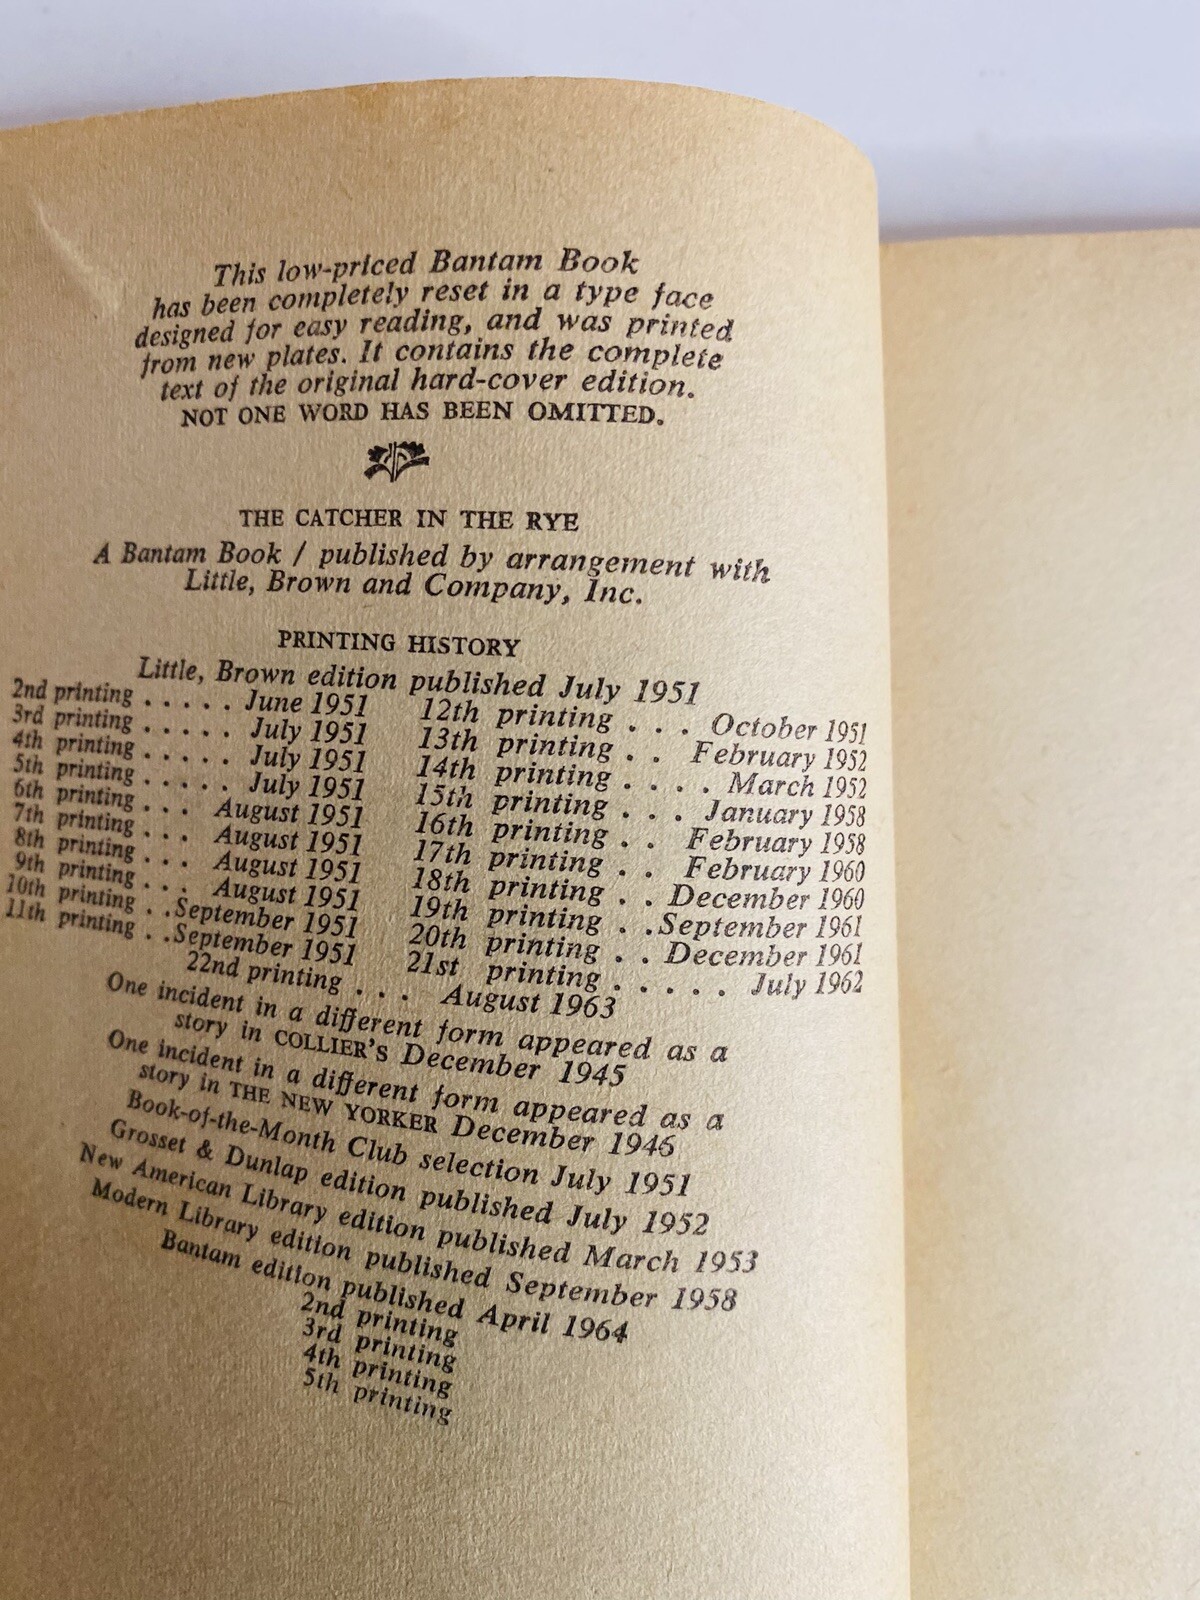 This low-priced Bantam Book
has been completely reset in a type face
designed for easy reading, and was printed
from new plates. It contains the complete
text of the original hard-cover edition.
NOT ONE WORD HAS BEEN OMITTED.
THE CATCHER IN THE RYE
A Bantam Book / published by arrangement with
Little, Brown and Company, Inc.
PRINTING HISTORY
Little, Brown edition published July 1951
2nd printing . . . . . June 1951 12th printing . . . October 1951
3rd printing . . . . . July 1951 13th printing . . February 1952
4th printing . . . . . July 1951 14th printing . . . . March 1952
5th printing . . . . . July 1951 15th printing . . . January 1958
6th printing . . . August 1951 16th printing . . February 1958
7th printing . . . August 1951 17th printing . . February 1960
8th printing . . . August 1951 18th printing . . December 1960
9th printing . . . August 1951 19th printing . .September 1961
10th printing . .September 1951 20th printing . . December 1961
11th printing . .September 1951 21st printing . . . . . July 1962
22nd printing . . . August 1963
One incident in a different form appeared as a
story in COLLIER'S December 1945
One incident in a different form appeared as a
story in THE NEW YORKER December 1946
Book-of-the-Month Club selection July 1951
Grosset & Dunlap edition published July 1952
New American Library edition published March 1953
Modern Library edition published September 1958
Bantam edition published April 1964
2nd printing
3rd printing
4th printing
5th printing